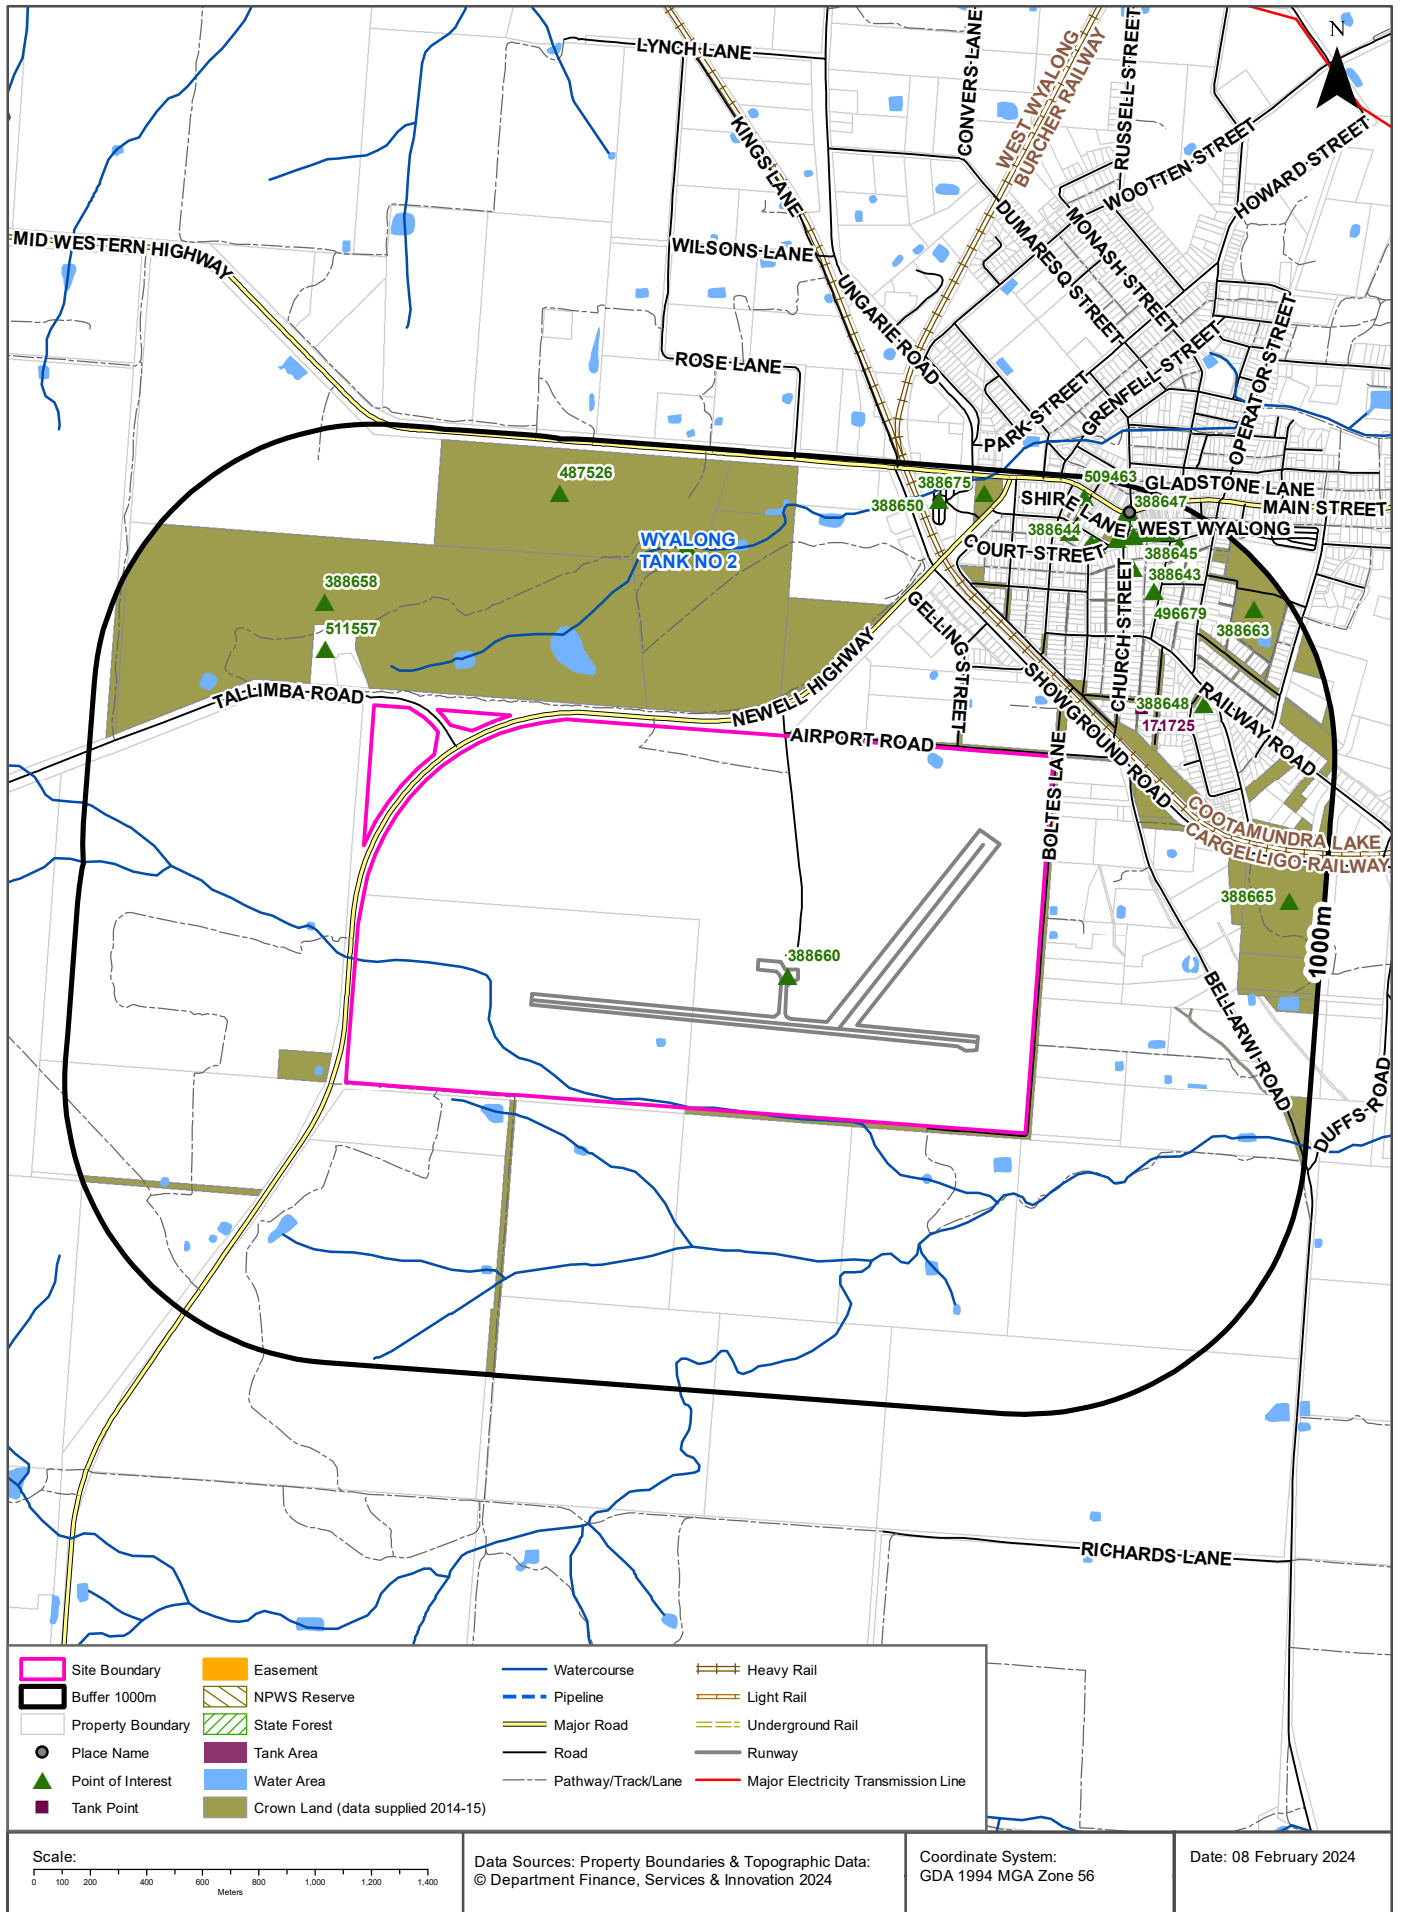 N
LYNCH LANE
CONVERS LANE
RUSSELL STREET
WEST WYALONG
BURCHER RAILWAY
KINGS LANE
WOOTTEN STREET
HOWARD STREET
MID WESTERN HIGHWAY
WILSONS LANE
DUMARESQ STREET
MONASH STREET
UNGARIE ROAD
ROSE LANE
PARK STREET
GRENFELL STREET
OPERATOR STREET
487526
388675
388650
509463
GLADSTONE LANE
SHIRE LANE
388647
MAIN STREET
388644
WEST WYALONG
WYALONG
TANK NO 2
COURT STREET
388645
388643
388658
496679
388663
511557
GELLING STREET
CHURCH STREET
TALLIMBA ROAD
NEWELL HIGHWAY
SHOWGROUND ROAD
388648
171725
RAILWAY ROAD
AIRPORT ROAD
BOLTES LANE
COOTAMUNDRA LAKE
CARGELLIGO RAILWAY
388665
1000m
388660
BELLARWI ROAD
DUFFS ROAD
RICHARDS LANE
Site Boundary
Buffer 1000m
Property Boundary
Place Name
Point of Interest
Tank Point
Easement
NPWS Reserve
State Forest
Tank Area
Water Area
Crown Land (data supplied 2014-15)
Watercourse
Pipeline
Major Road
Road
Pathway/Track/Lane
Heavy Rail
Light Rail
Underground Rail
Runway
Major Electricity Transmission Line
Scale:
0 100 200 400 600 800 1,000 1,200 1,400
Meters
Data Sources: Property Boundaries & Topographic Data:
© Department Finance, Services & Innovation 2024
Coordinate System:
GDA 1994 MGA Zone 56
Date: 08 February 2024